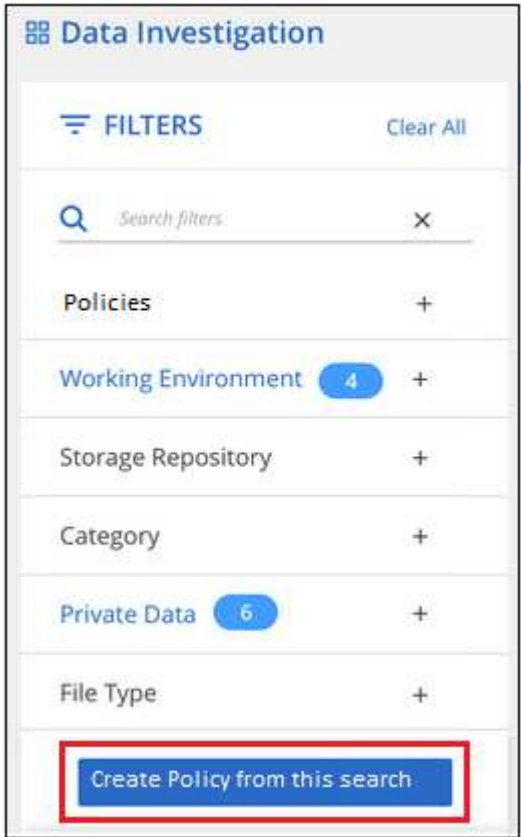 Data Investigation
FILTERS Clear All
Search filters
Policies +
Working Environment 4 +
Storage Repository +
Category +
Private Data 6 +
File Type +
Create Policy from this search